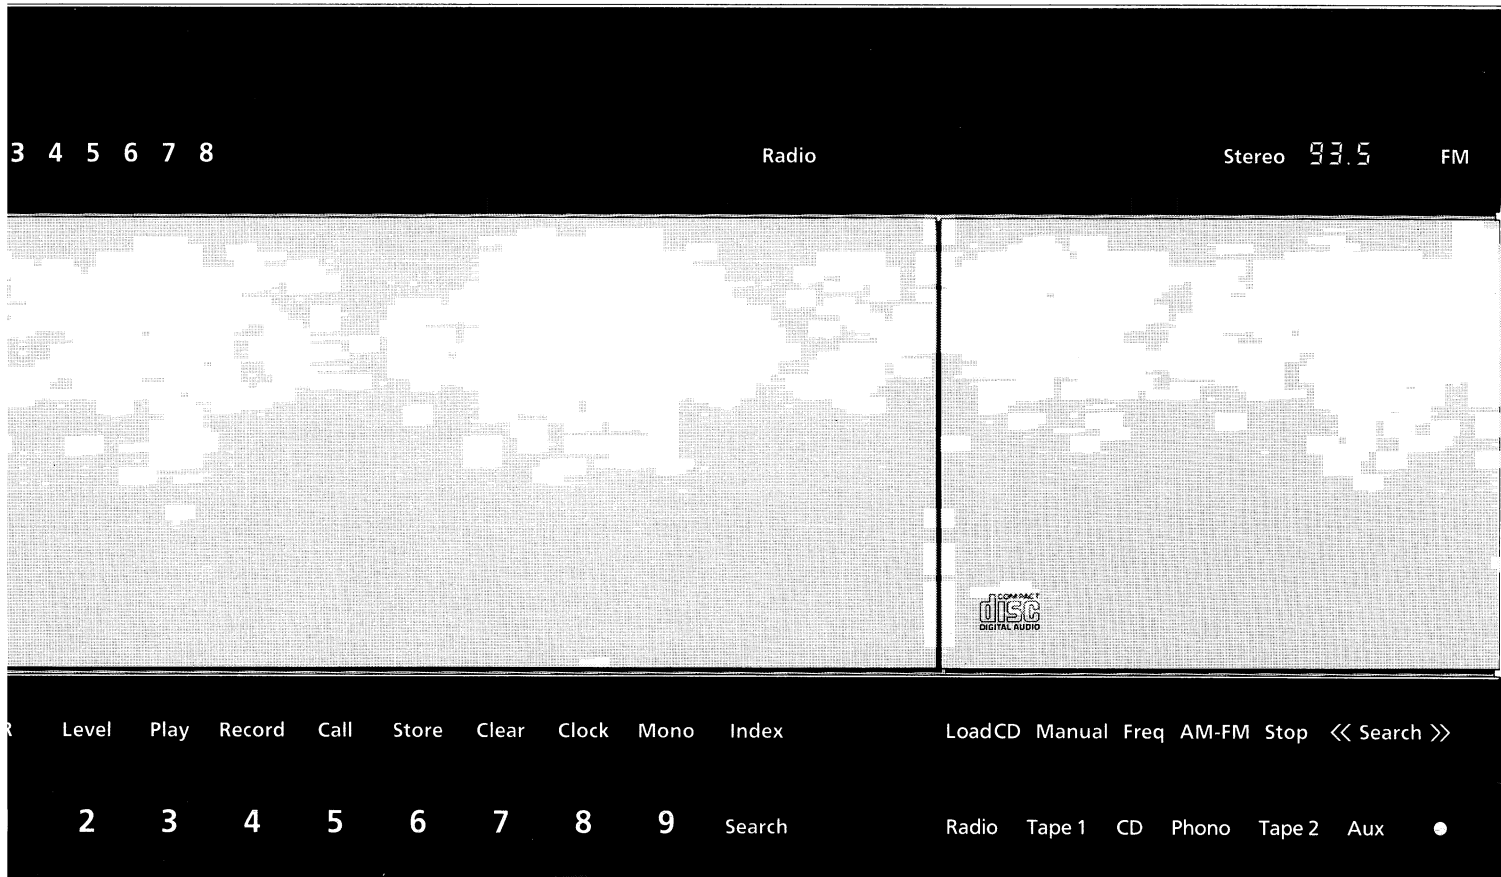 3 4 5 6 7 8 Radio Stereo 93.5 FM
COMPACT
disc
DIGITAL AUDIO
R Level Play Record Call Store Clear Clock Mono Index LoadCD Manual Freq AM-FM Stop << Search >>
2 3 4 5 6 7 8 9 Search Radio Tape 1 CD Phono Tape 2 Aux